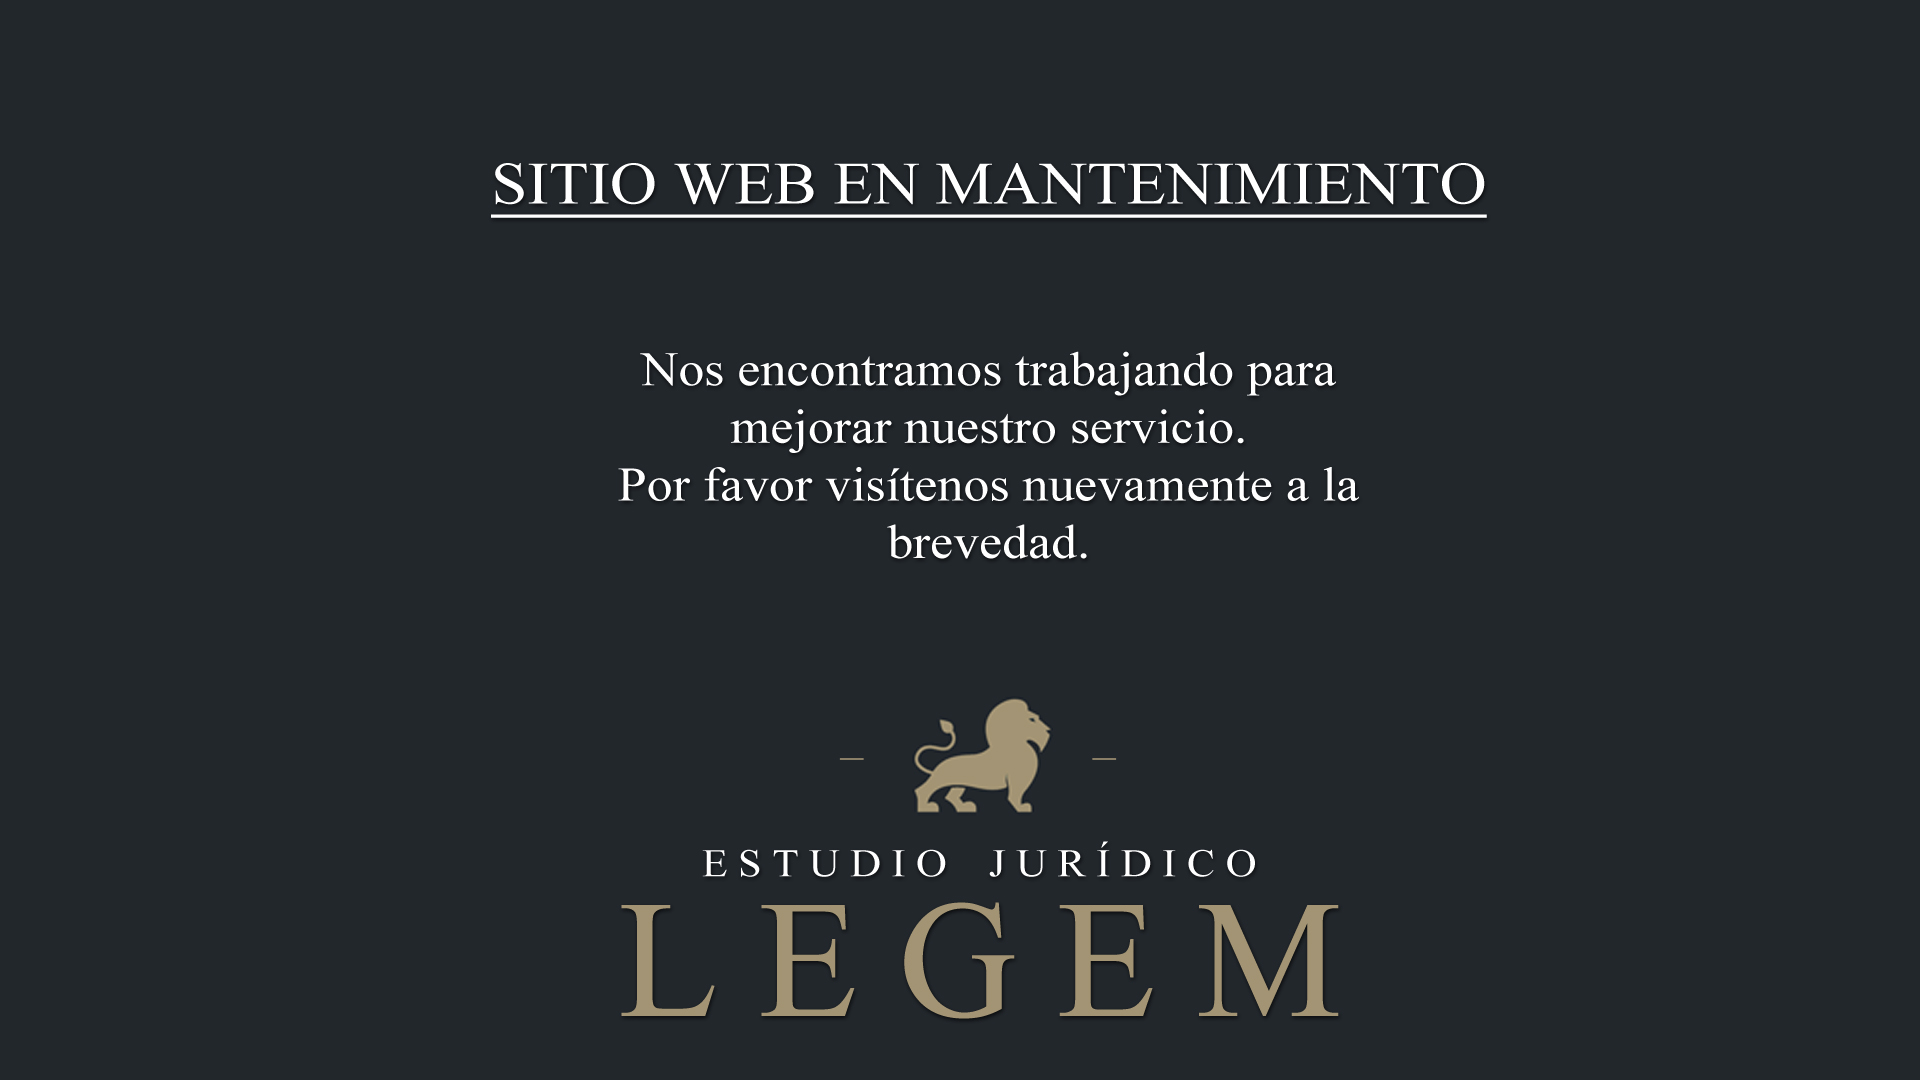 SITIO WEB EN MANTENIMIENTO
Nos encontramos trabajando para
mejorar nuestro servicio.
Por favor visítenos nuevamente a la
brevedad.
ESTUDIO JURÍDICO
LEGEM